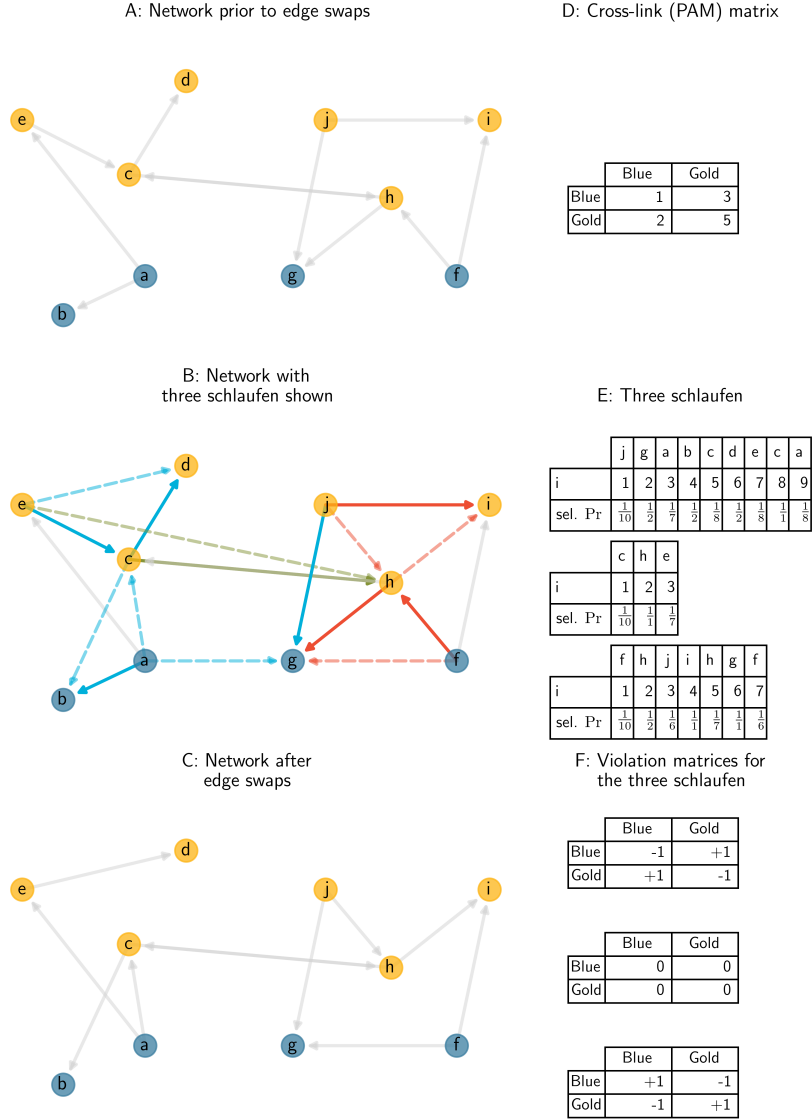 A: Network prior to edge swaps
d
e
j
i
c
h
a
g
f
b
D: Cross-link (PAM) matrix
Blue Gold
Blue 1 3
Gold 2 5
B: Network with
three schlaufen shown
d
e
j
i
c
h
a
g
f
b
E: Three schlaufen
j g a b c d e c a
i 1 2 3 4 5 6 7 8 9
sel. Pr 1/10 1/2 1/7 1/2 1/8 1/2 1/8 1/1 1/8
c h e
i 1 2 3
sel. Pr 1/10 1/1 1/7
f h j i h g f
i 1 2 3 4 5 6 7
sel. Pr 1/10 1/2 1/6 1/1 1/7 1/1 1/6
C: Network after
edge swaps
d
e
j
i
c
h
a
g
f
b
F: Violation matrices for
the three schlaufen
Blue Gold
Blue -1 +1
Gold +1 -1
Blue Gold
Blue 0 0
Gold 0 0
Blue Gold
Blue +1 -1
Gold -1 +1